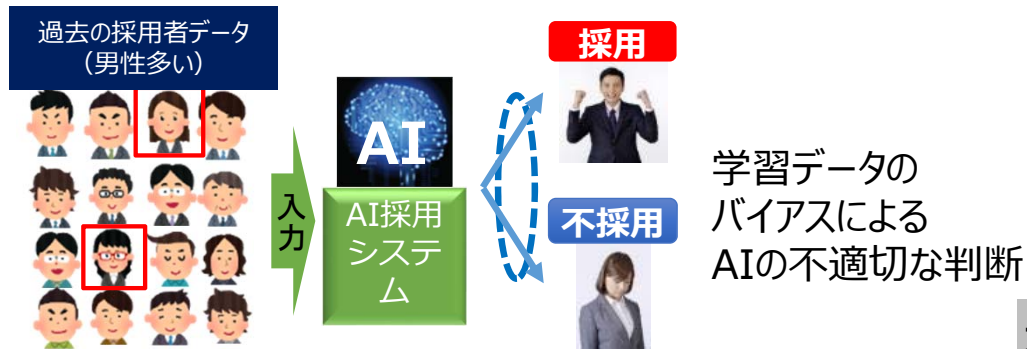 過去の採用者データ
（男性多い）
入力
AI
AI採用
システ
ム
採用
不採用
学習データの
バイアスによる
AIの不適切な判断